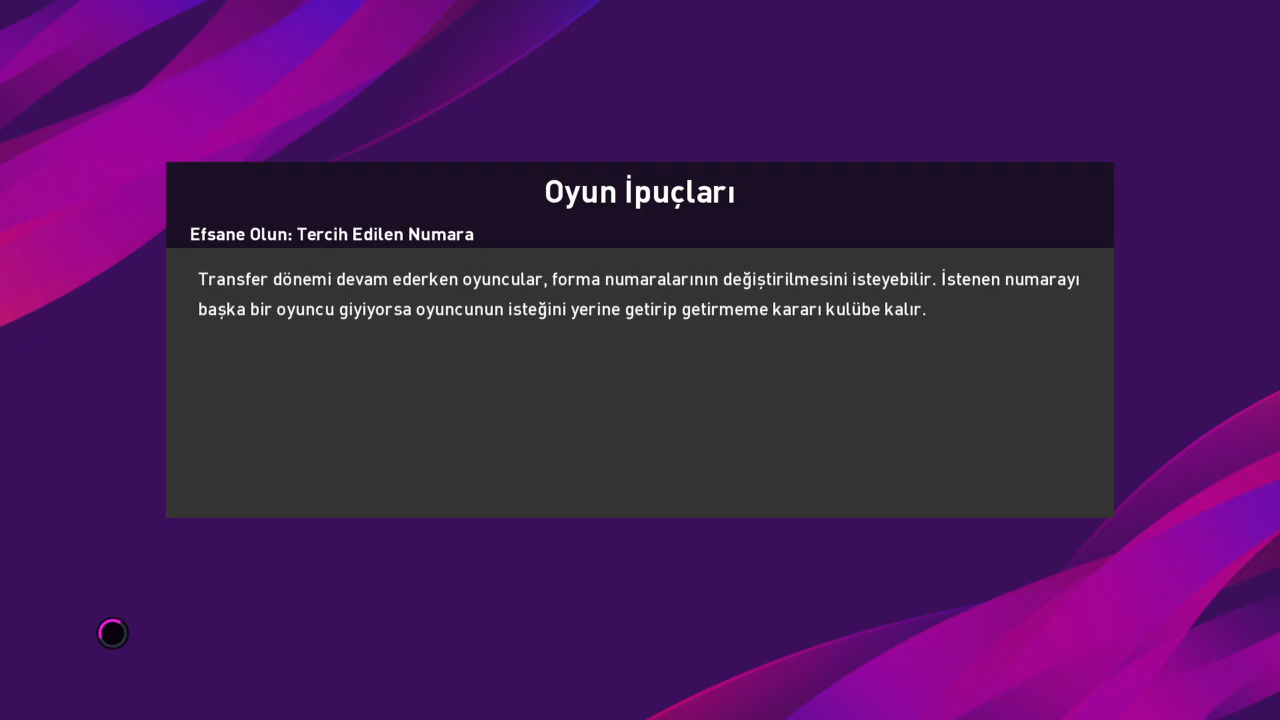 Oyun İpuçları
Efsane Olun: Tercih Edilen Numara
Transfer dönemi devam ederken oyuncular, forma numaralarının değiştirilmesini isteyebilir. İstenen numarayı
başka bir oyuncu giyiyorsa oyuncunun isteğini yerine getirip getirmeme kararı kulübe kalır.